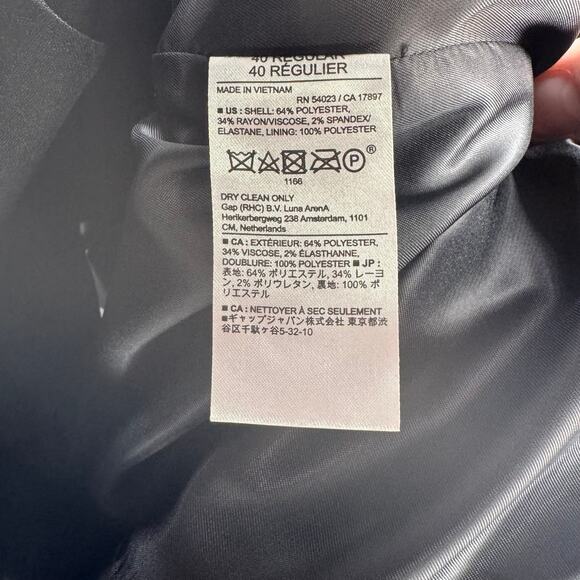 40 REGULAR
40 RÉGULIER
MADE IN VIETNAM
RN 54023 / CA 17897
■ US : SHELL: 64% POLYESTER,
34% RAYON/VISCOSE, 2% SPANDEX/
ELASTANE, LINING: 100% POLYESTER
P ®
1166
DRY CLEAN ONLY
Gap (RHC) B.V. Luna ArenA
Herikerbergweg 238 Amsterdam, 1101
CM, Netherlands
■ CA : EXTÉRIEUR: 64% POLYESTER,
34% VISCOSE, 2% ÉLASTHANNE,
DOUBLURE: 100% POLYESTER ■ JP :
表地: 64% ポリエステル, 34% レーヨ
ン, 2% ポリウレタン, 裏地: 100% ポ
リエステル
■ CA : NETTOYER À SEC SEULEMENT
■ギャップジャパン株式会社 東京都渋
谷区千駄ヶ谷5-32-10